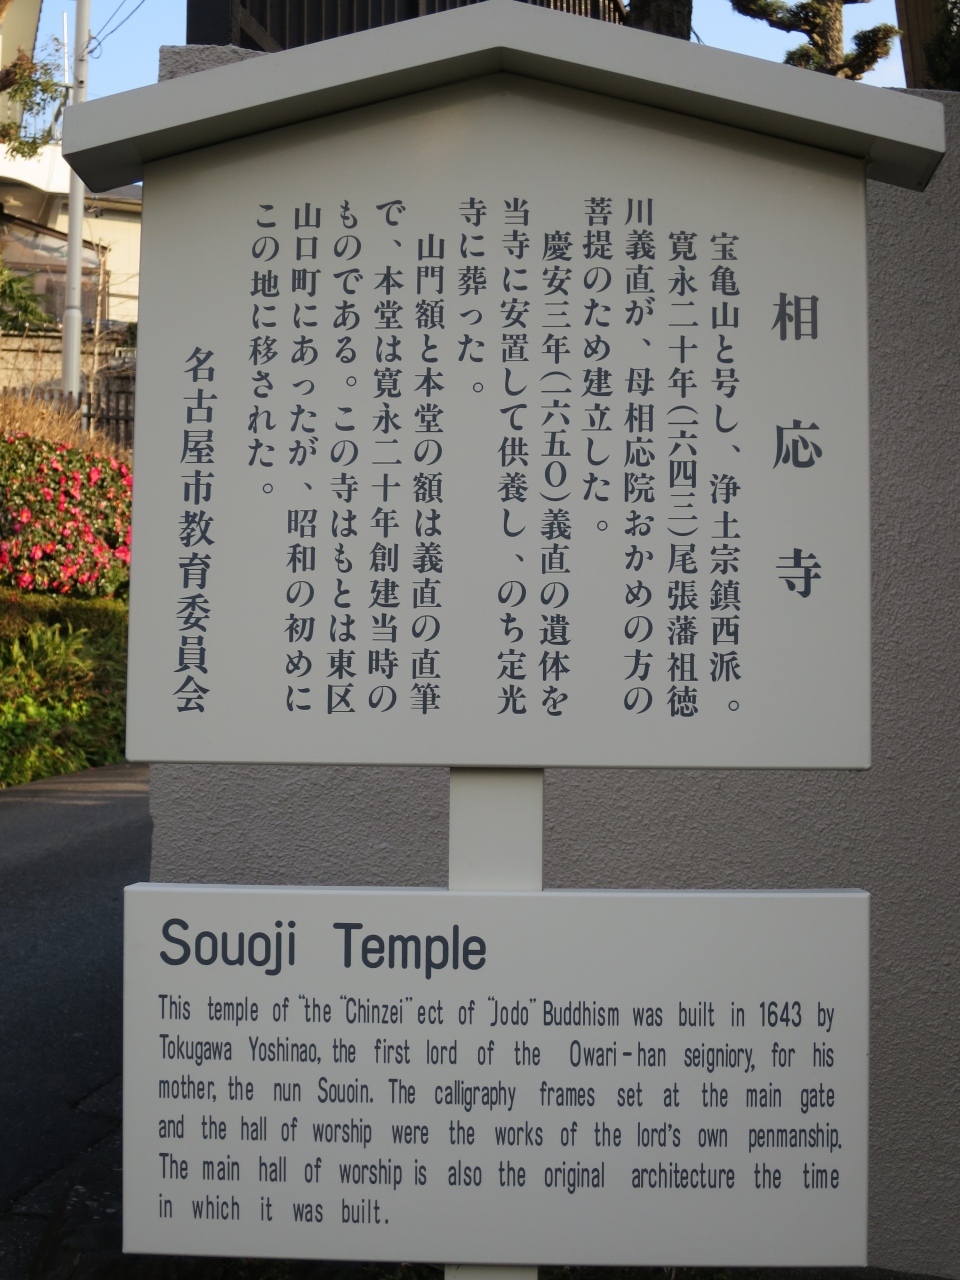 相応寺
宝亀山と号し、浄土宗鎮西派。
寛永二十年(一六四三)尾張藩祖徳
川義直が、母相応院おかめの方の
菩提のため建立した。
慶安三年(一六五〇)義直の遺体を
当寺に安置して供養し、のち定光
寺に葬った。
山門額と本堂の額は義直の直筆
で、本堂は寛永二十年創建当時の
ものである。この寺はもとは東区
山口町にあったが、昭和の初めに
この地に移された。
名古屋市教育委員会
Souoji Temple
This temple of “the “Chinzei” ect of “Jodo” Buddhism was built in 1643 by
Tokugawa Yoshinao, the first lord of the Owari-han seigniory, for his
mother, the nun Souoin. The calligraphy frames set at the main gate
and the hall of worship were the works of the lord's own penmanship.
The main hall of worship is also the original architecture the time
in which it was built.